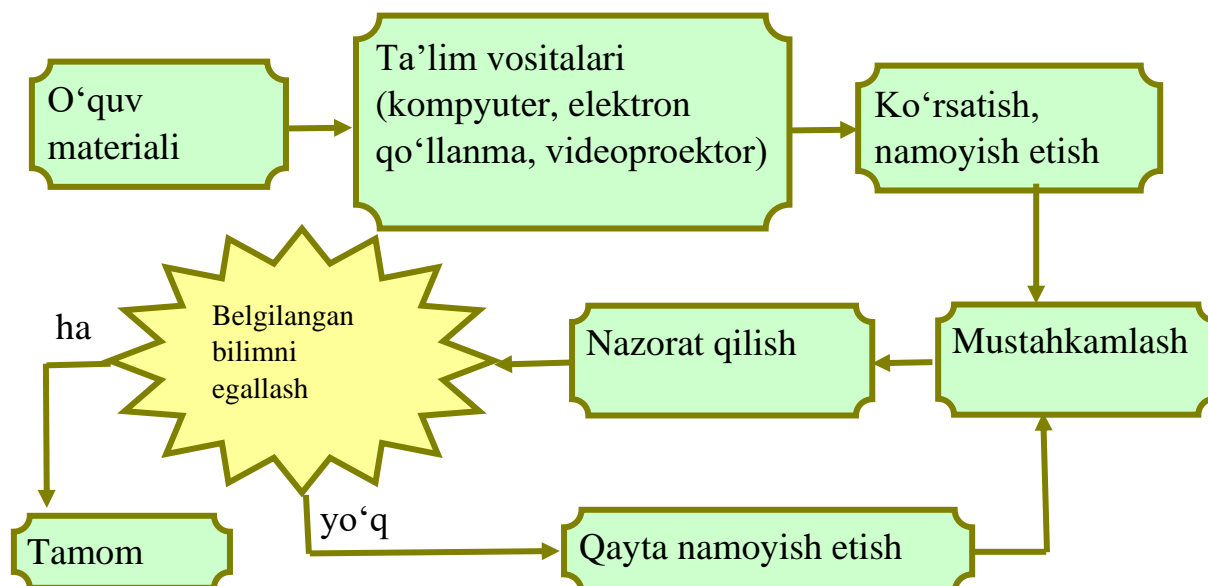 O‘quv
materiali
Ta’lim vositalari
(kompyuter, elektron
qo‘llanma, videoproektor)
Ko‘rsatish,
namoyish etish
Mustahkamlash
Nazorat qilish
Belgilangan
bilimni
egallash
ha
Tamom
yo‘q
Qayta namoyish etish